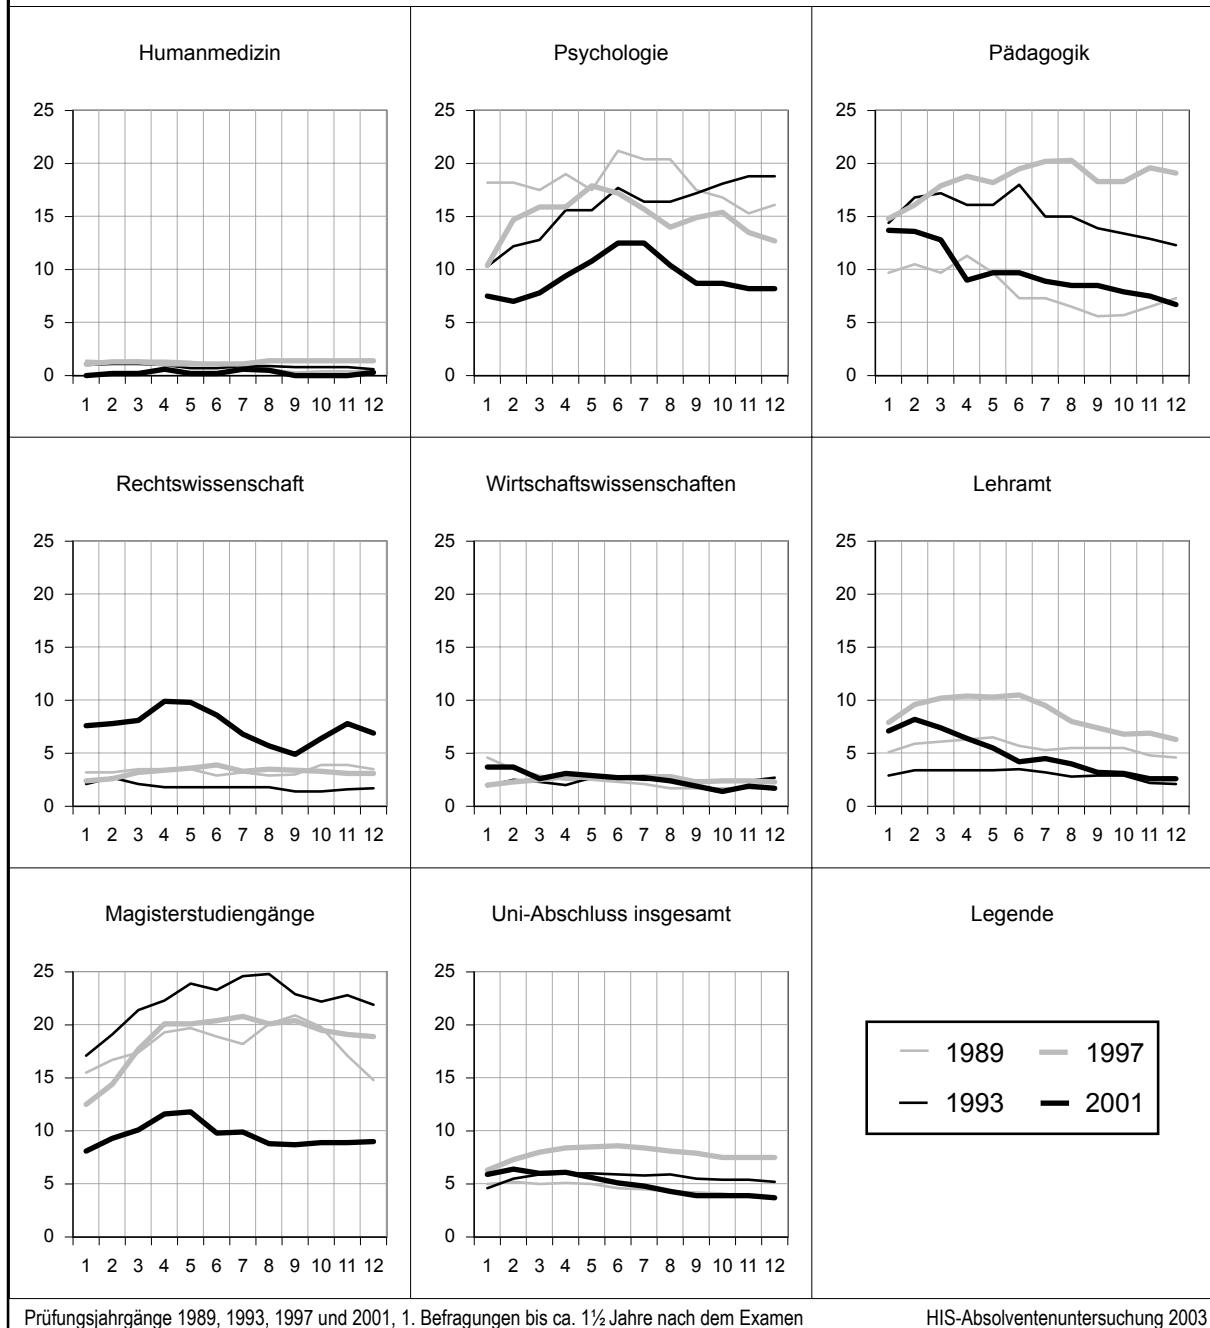 Humanmedizin
25
20
15
10
5
0
1 2 3 4 5 6 7 8 9 10 11 12
Psychologie
25
20
15
10
5
0
1 2 3 4 5 6 7 8 9 10 11 12
Pädagogik
25
20
15
10
5
0
1 2 3 4 5 6 7 8 9 10 11 12
Rechtswissenschaft
25
20
15
10
5
0
1 2 3 4 5 6 7 8 9 10 11 12
Wirtschaftswissenschaften
25
20
15
10
5
0
1 2 3 4 5 6 7 8 9 10 11 12
Lehramt
25
20
15
10
5
0
1 2 3 4 5 6 7 8 9 10 11 12
Magisterstudiengänge
25
20
15
10
5
0
1 2 3 4 5 6 7 8 9 10 11 12
Uni-Abschluss insgesamt
25
20
15
10
5
0
1 2 3 4 5 6 7 8 9 10 11 12
Legende
1989 1997
1993 2001
Prüfungsjahrgänge 1989, 1993, 1997 und 2001, 1. Befragungen bis ca. 1½ Jahre nach dem Examen HIS-Absolventenuntersuchung 2003